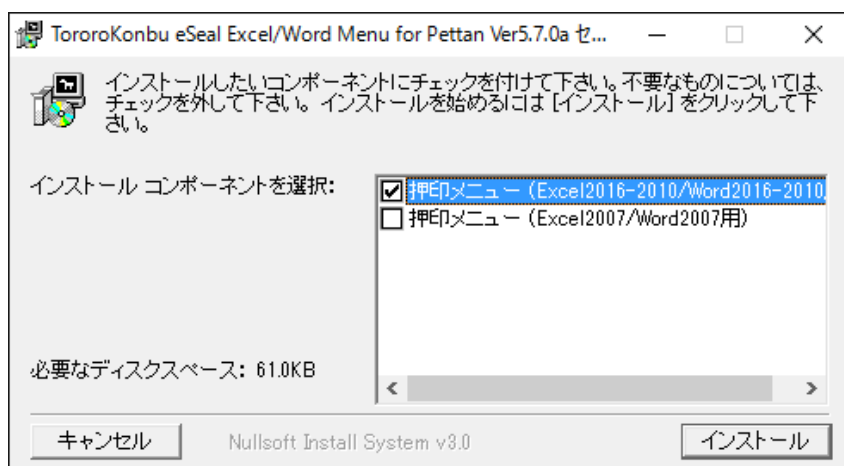 TororoKonbu eSeal Excel/Word Menu for Pettan Ver5.7.0a セ...
インストールしたいコンポーネントにチェックを付けて下さい。不要なものについては、
チェックを外して下さい。インストールを始めるには [インストール] をクリックして下
さい。
インストール コンポーネントを選択:
押印メニュー (Excel2016-2010/Word2016-2010
押印メニュー (Excel2007/Word2007用)
必要なディスクスペース: 61.0KB
キャンセル
Nullsoft Install System v3.0
インストール